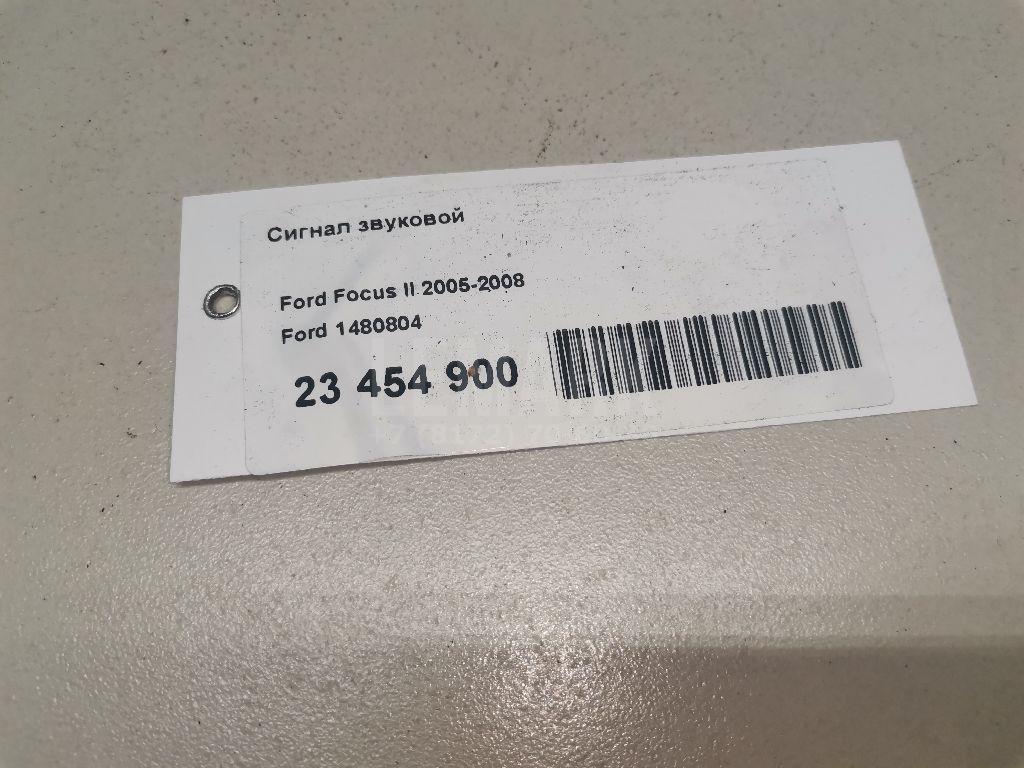 Сигнал звуковой
Ford Focus II 2005-2008
Ford 1480804
23 454 900